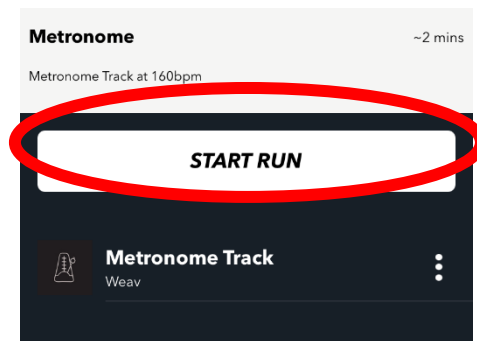 Metronome
~2 mins
Metronome Track at 160bpm
START RUN
Metronome Track
Weav